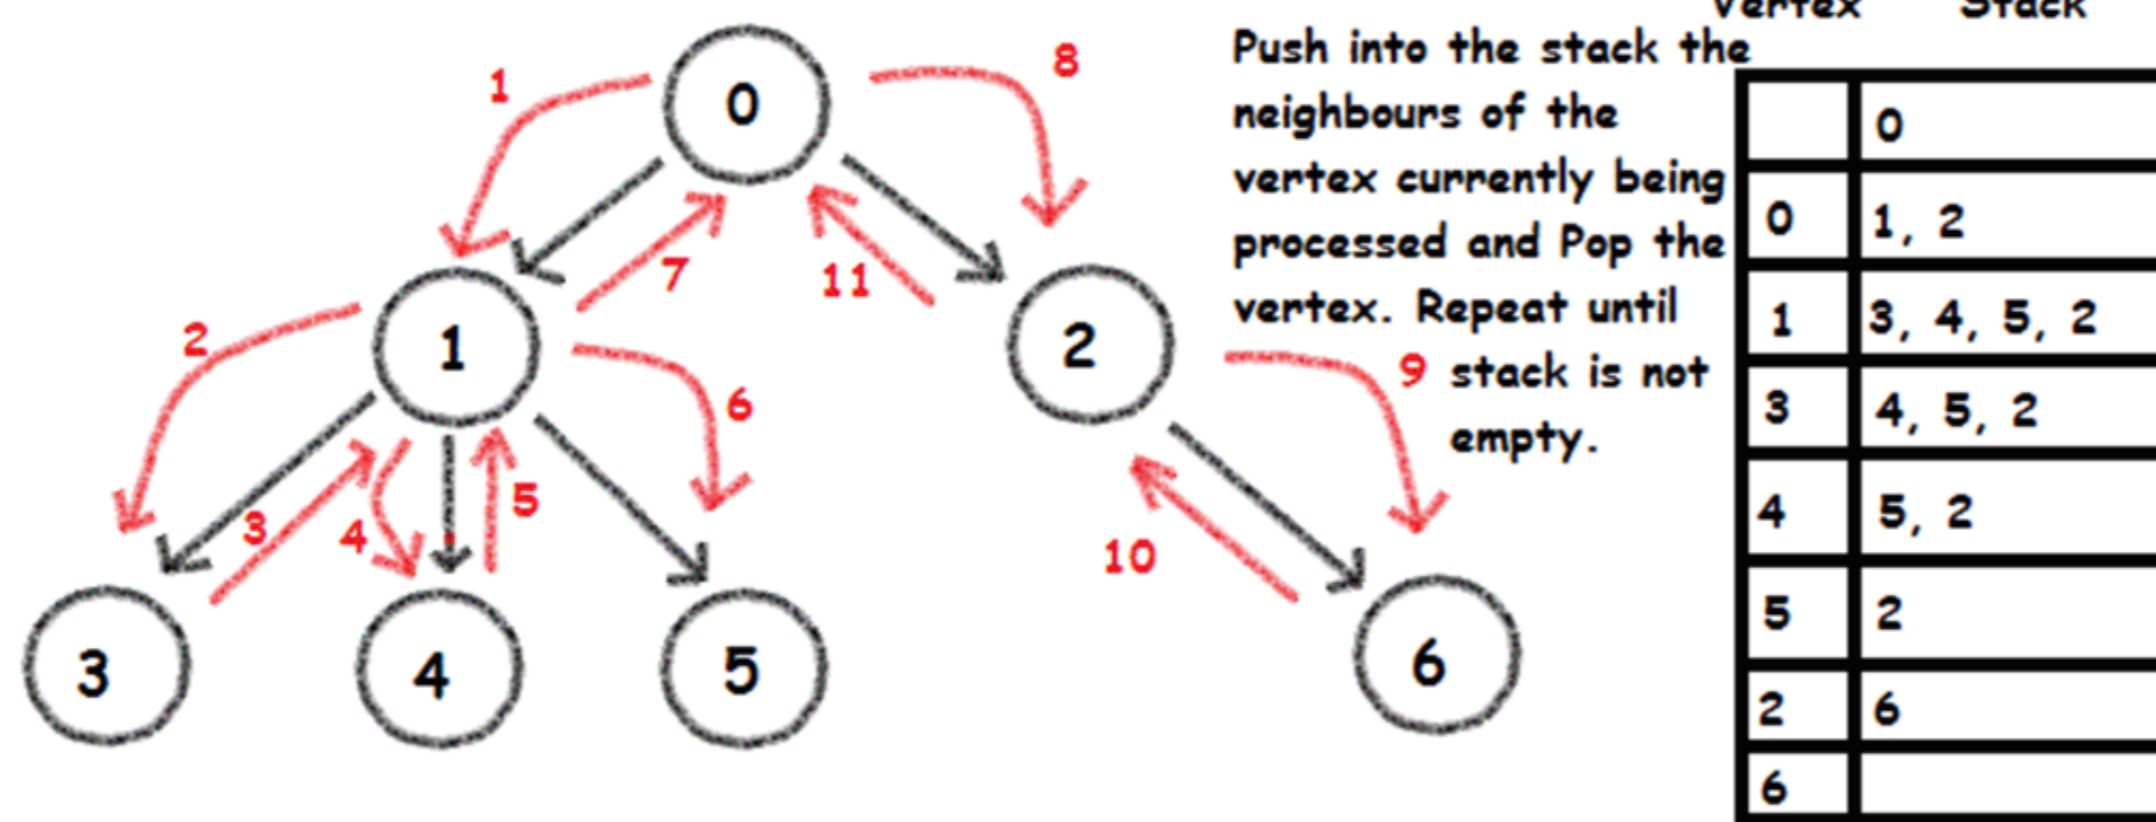 Vertex Stack
Push into the stack the
neighbours of the
vertex currently being
processed and Pop the
vertex. Repeat until
stack is not
empty.
0
1
8
7
11
1
2
2
6
9
3
4
5
10
3
4
5
6
0
0 1, 2
1 3, 4, 5, 2
3 4, 5, 2
4 5, 2
5 2
2 6
6